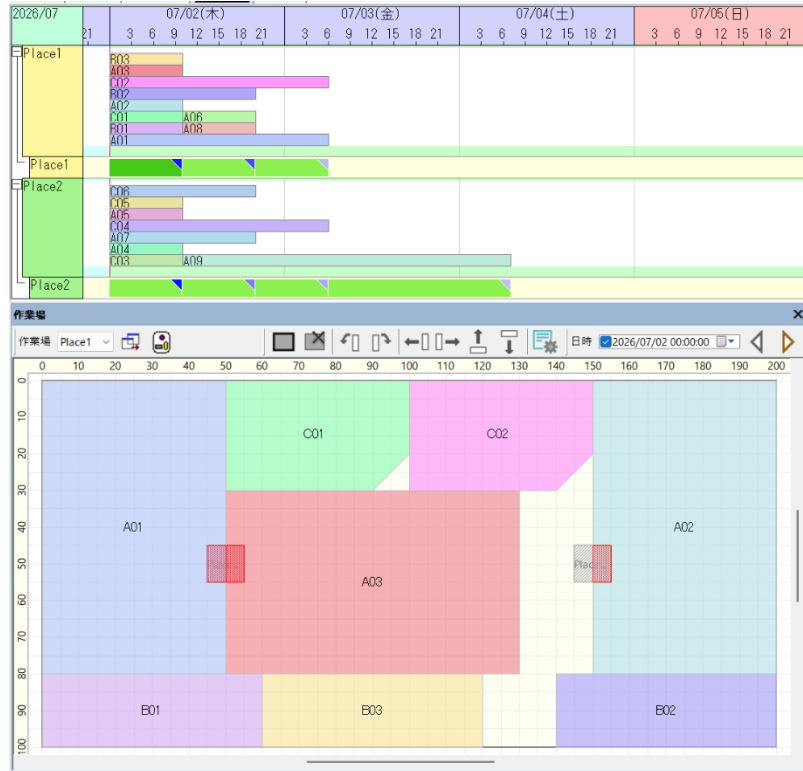 2026/07 07/02(木) 07/03(金) 07/04(土) 07/05(日)
21 3 6 9 12 15 18 21 3 6 9 12 15 18 21 3 6 9 12 15 18 21 3 6 9 12 15 18 21
Place1
B03
A03
C02
B02
A02
C01 A06
B01 A08
A01
Place1
Place2
C06
C05
A05
C04
A07
A04
C03 A09
Place2
作業場 ×
作業場 Place1 日時 2026/07/02 00:00:00
0 10 20 30 40 50 60 70 80 90 100 110 120 130 140 150 160 170 180 190 200
0
10
C01 C02
20
30
40
A01 A02
50
Plac
A03
60
70
80
90
B01 B03 B02
100